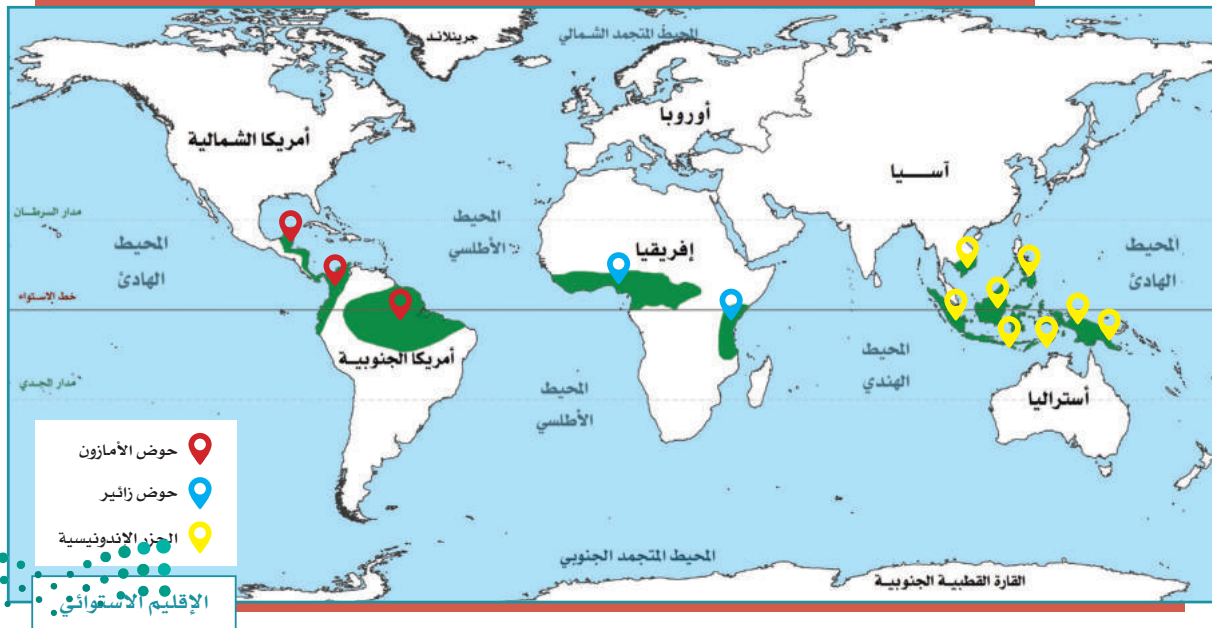 المحيط المتجمد الشمالي
جرينلاند
أوروبا
أمريكا الشمالية
آسيا
مدار السرطان
المحيط
الهادئ
المحيط
الأطلسي
إفريقيا
المحيط
الهادئ
خط الاستواء
أمريكا الجنوبية
المحيط
الهندي
مدار الجدي
المحيط
الأطلسي
أستراليا
حوض الأمازون
حوض زائير
الجزر الإندونيسية
المحيط المتجمد الجنوبي
القارة القطبية الجنوبية
الإقليم الاستوائي